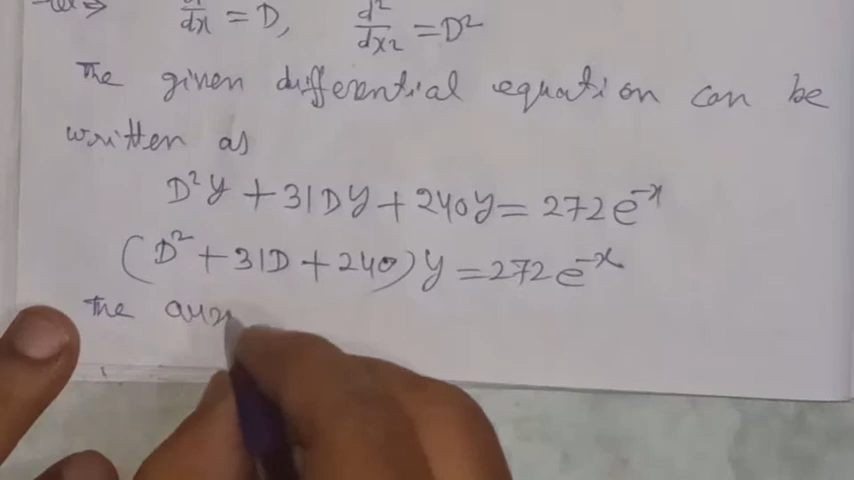 d/dx = D, d²/dx2 = D²
The given differential equation can be
written as
D²y + 31Dy + 240y = 272e^-x
(D² + 31D + 240)y = 272e^-x
The aux